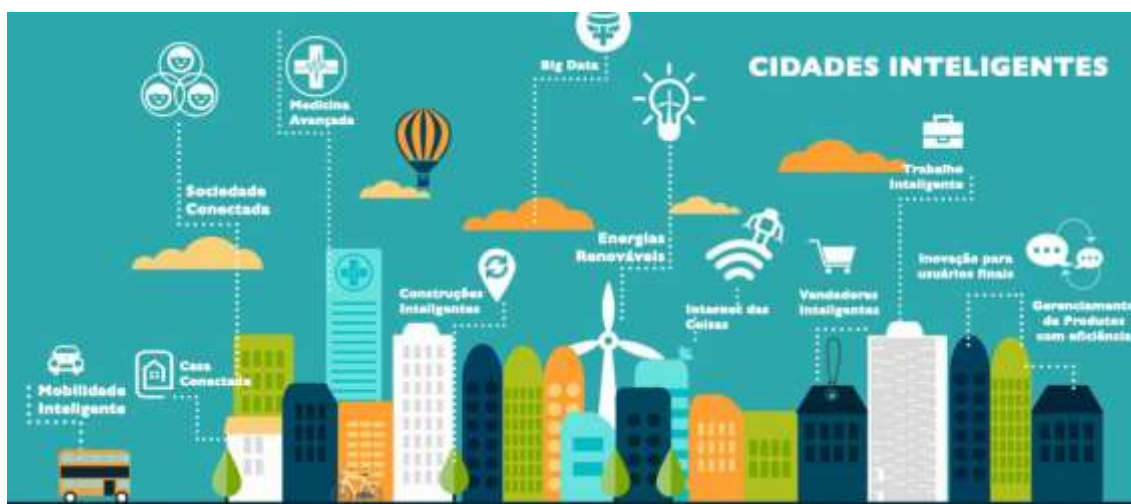 CIDADES INTELIGENTES
Big Data
Medicina
Avançada
Trabalho
Inteligente
Sociedade
Conectada
Energias
Renováveis
Inovação para
usuários finais
Construções
Inteligentes
Internet das
Coisas
Vendedores
Inteligentes
Gerenciamento
de Produtos
com eficiência
Casa
Conectada
Mobilidade
Inteligente